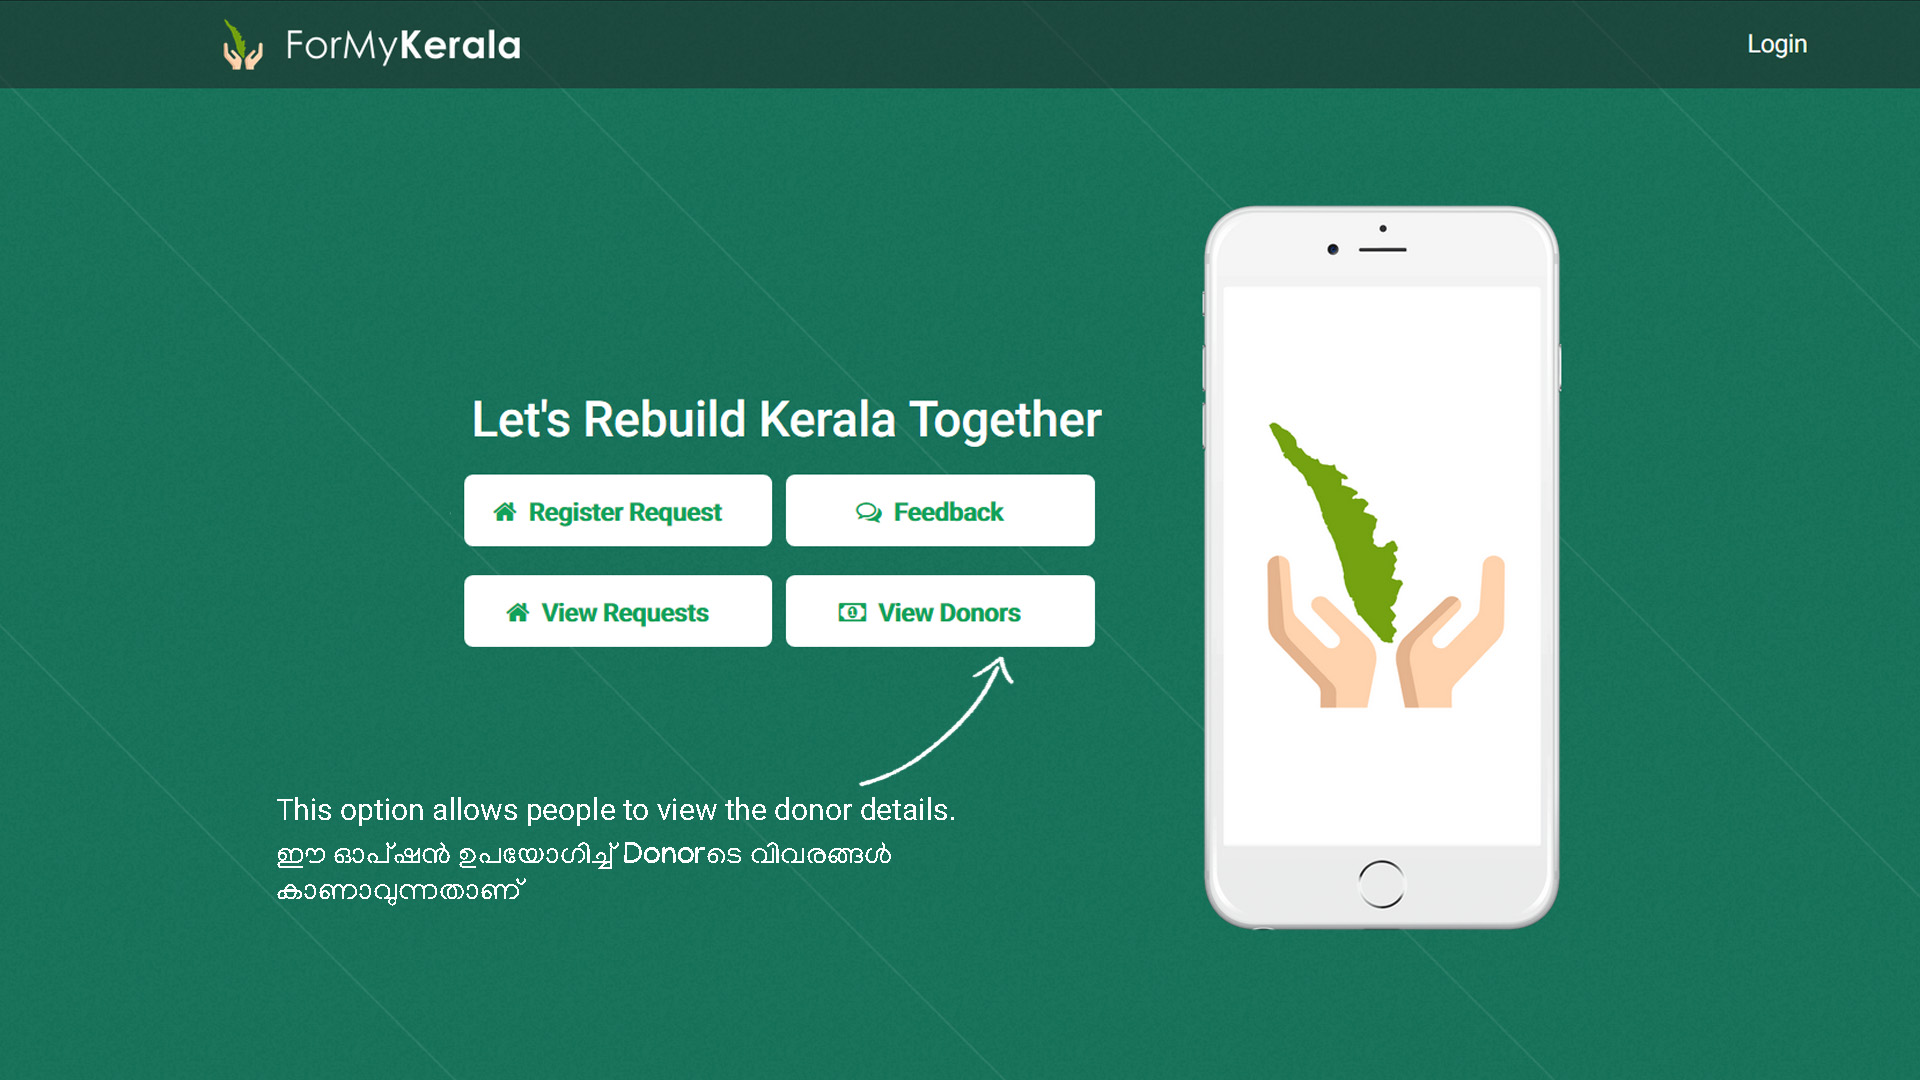 ForMyKerala
Login
Let's Rebuild Kerala Together
Register Request
Feedback
View Requests
View Donors
This option allows people to view the donor details.
ഈ ഓപ്ഷൻ ഉപയോഗിച്ച് Donorടെ വിവരങ്ങൾ
കാണാവുന്നതാണ്